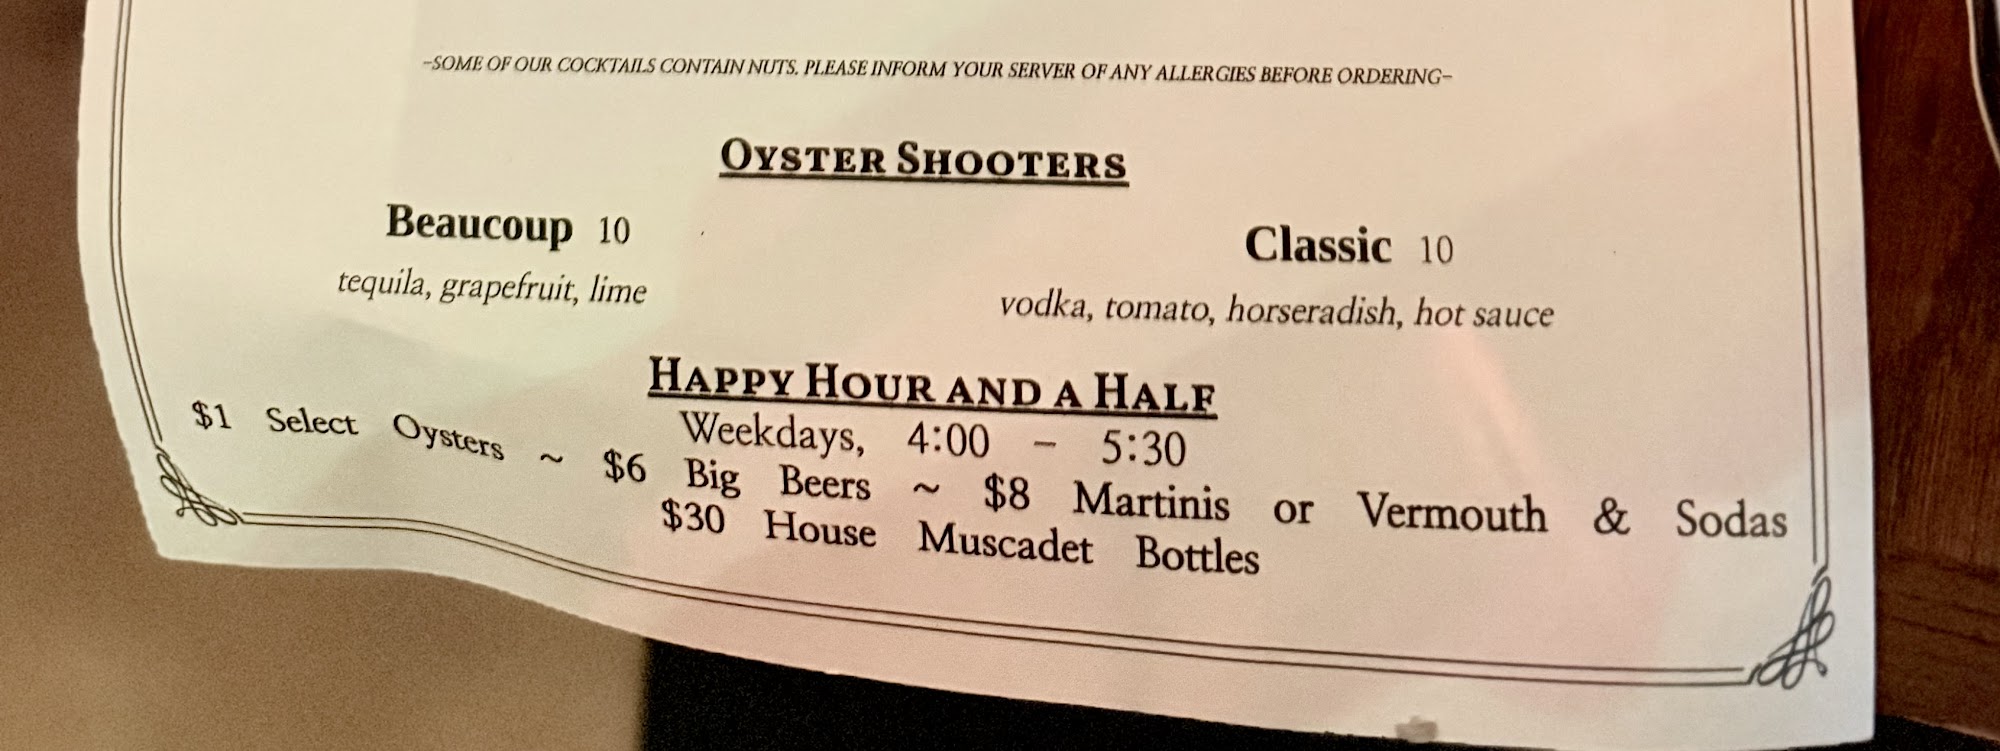 ~SOME OF OUR COCKTAILS CONTAIN NUTS. PLEASE INFORM YOUR SERVER OF ANY ALLERGIES BEFORE ORDERING~
OYSTER SHOOTERS
Beaucoup 10
tequila, grapefruit, lime
Classic 10
vodka, tomato, horseradish, hot sauce
HAPPY HOUR AND A HALF
Weekdays, 4:00 - 5:30
$1 Select Oysters ~ $6 Big Beers ~ $8 Martinis or Vermouth & Sodas
$30 House Muscadet Bottles